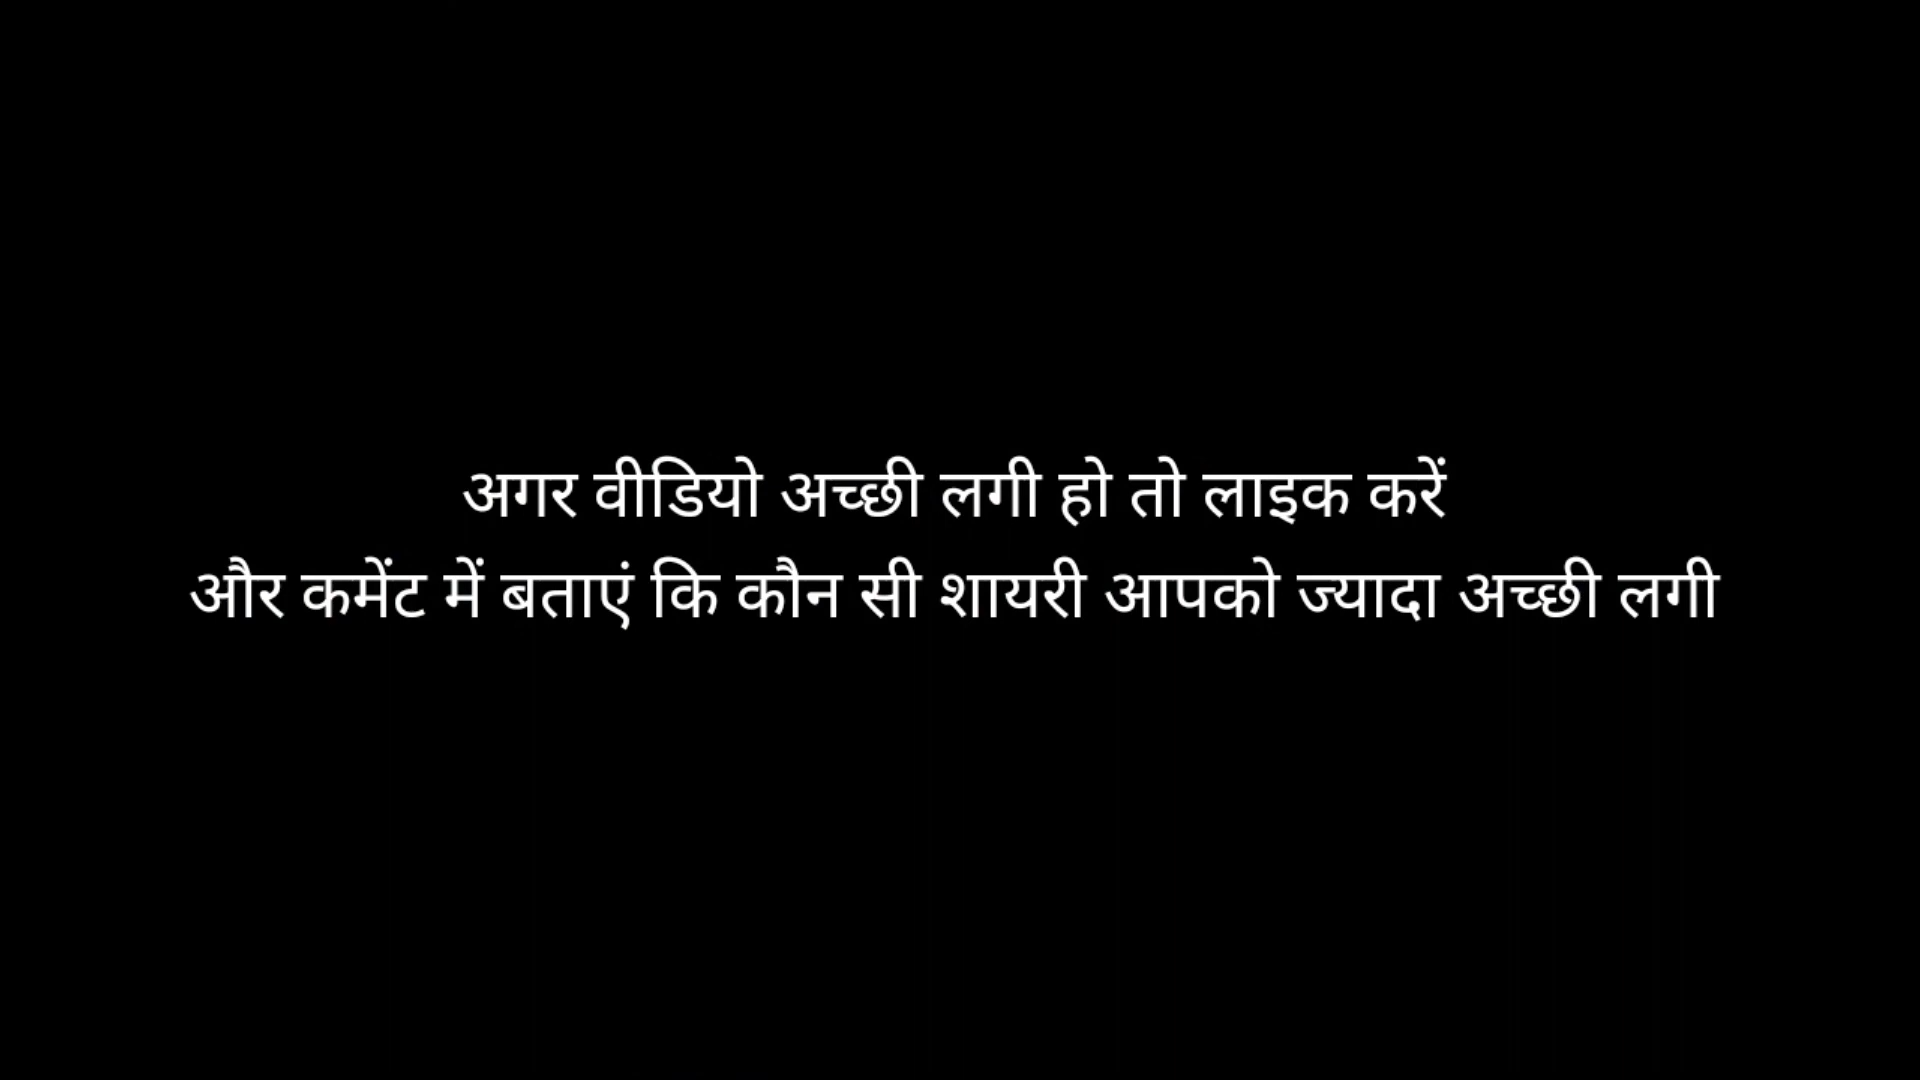 अगर वीडियो अच्छी लगी हो तो लाइक करें
और कमेंट में बताएं कि कौन सी शायरी आपको ज्यादा अच्छी लगी